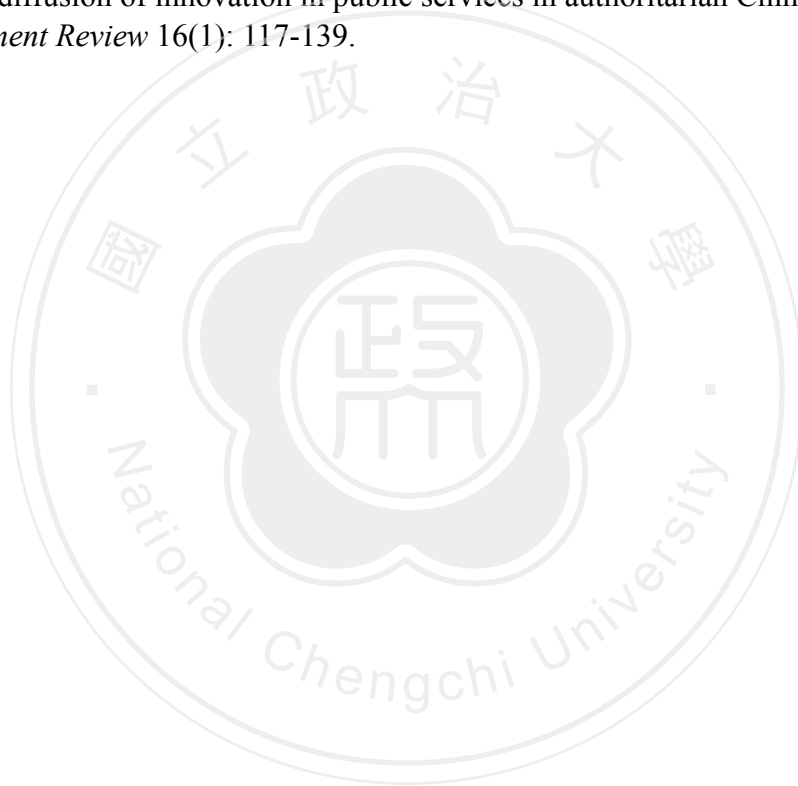 diffusion of innovation in public services in authoritarian
Review 16(1): 117-139.
國立政治大學
政
National Chengchi University